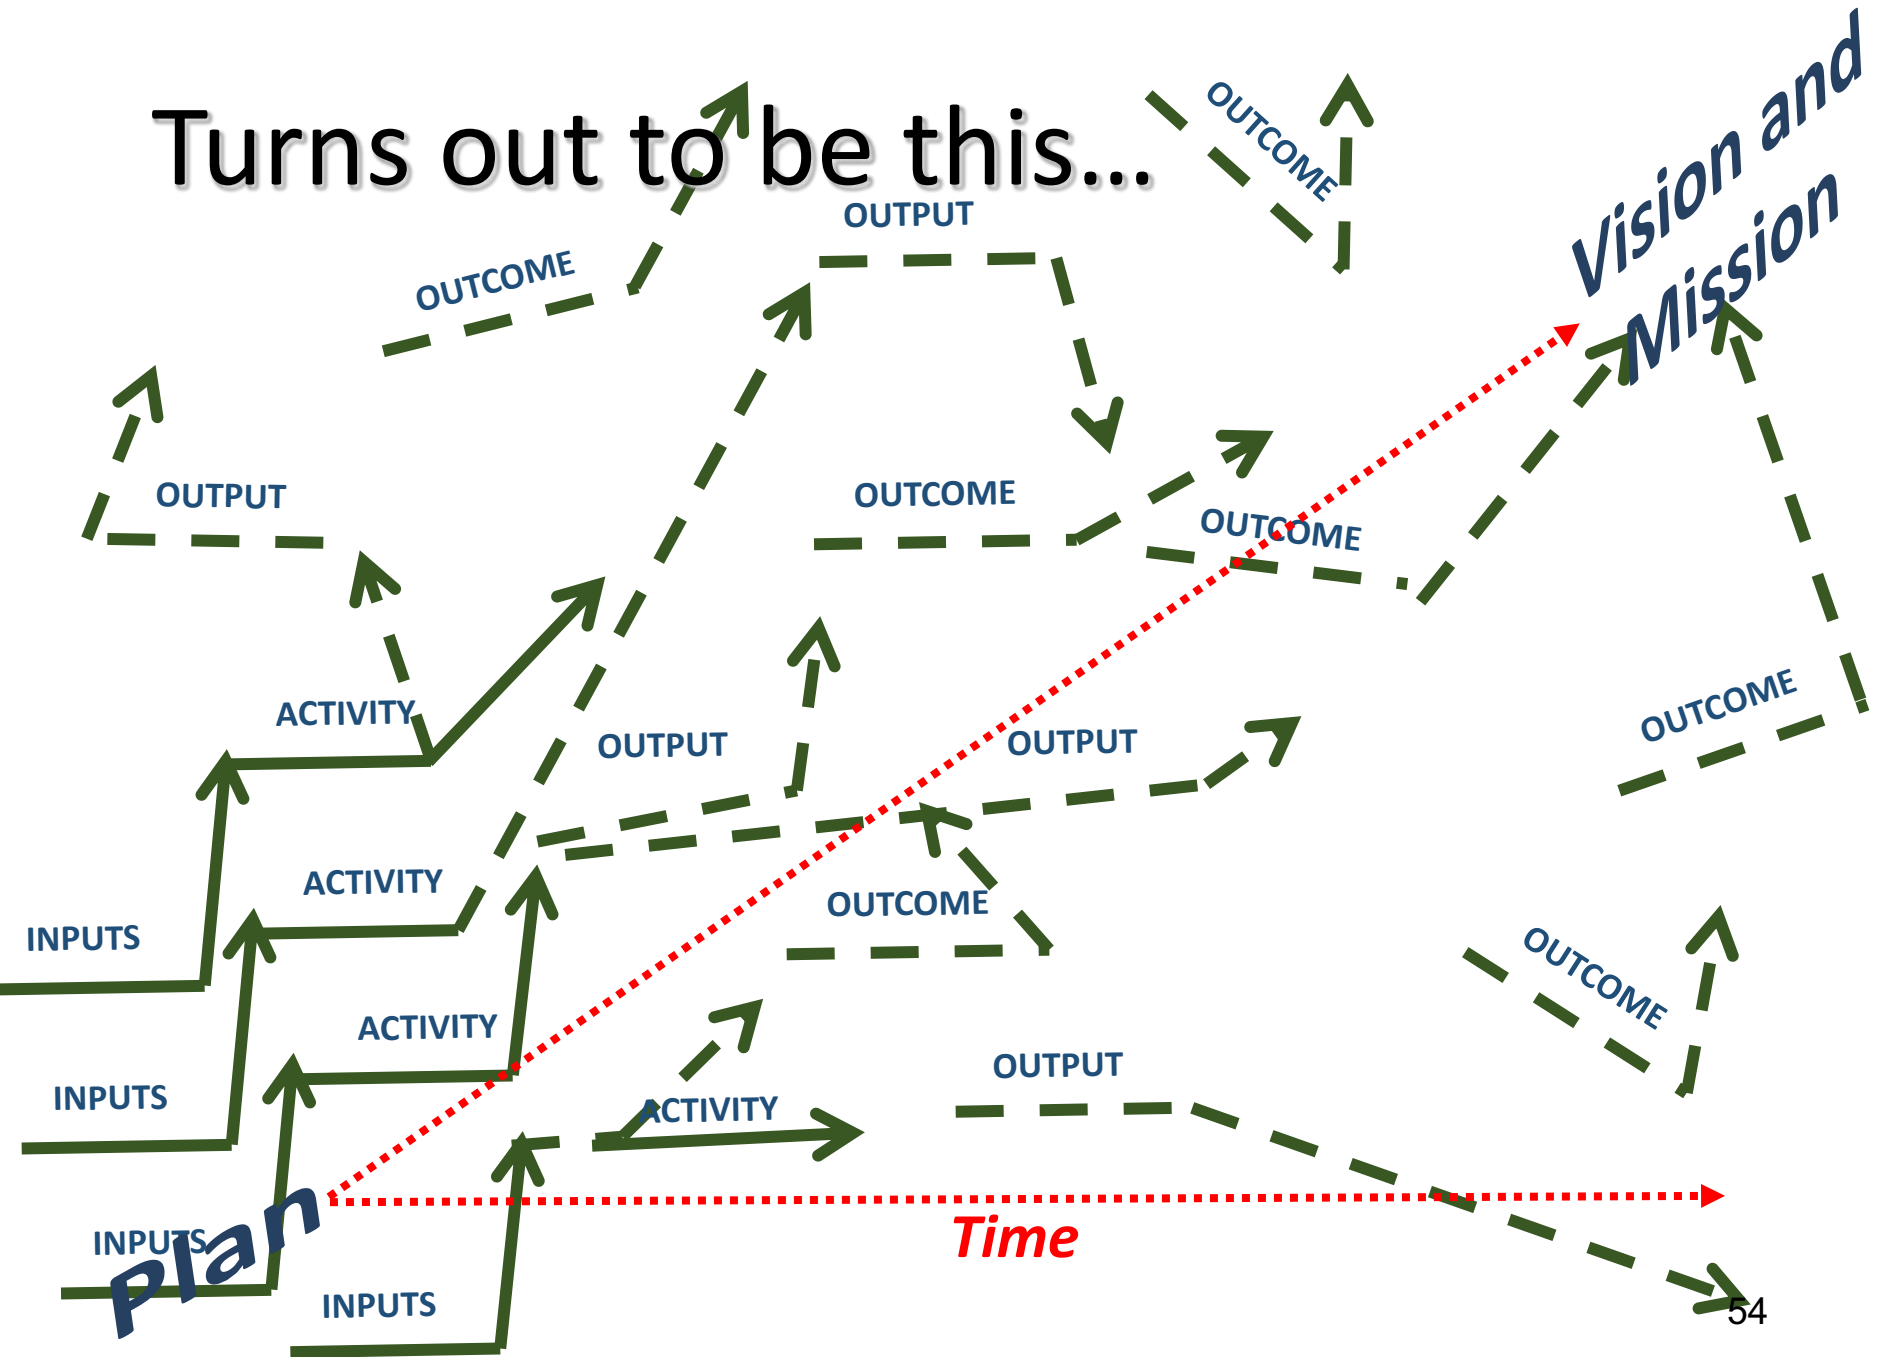 Turns out to be this...
OUTCOME
Vision and
Mission
OUTPUT
OUTCOME
OUTPUT
OUTCOME
OUTCOME
ACTIVITY
OUTPUT
OUTPUT
OUTCOME
ACTIVITY
OUTCOME
INPUTS
OUTCOME
ACTIVITY
OUTPUT
INPUTS
ACTIVITY
Plan
INPUTS
Time
INPUTS
54